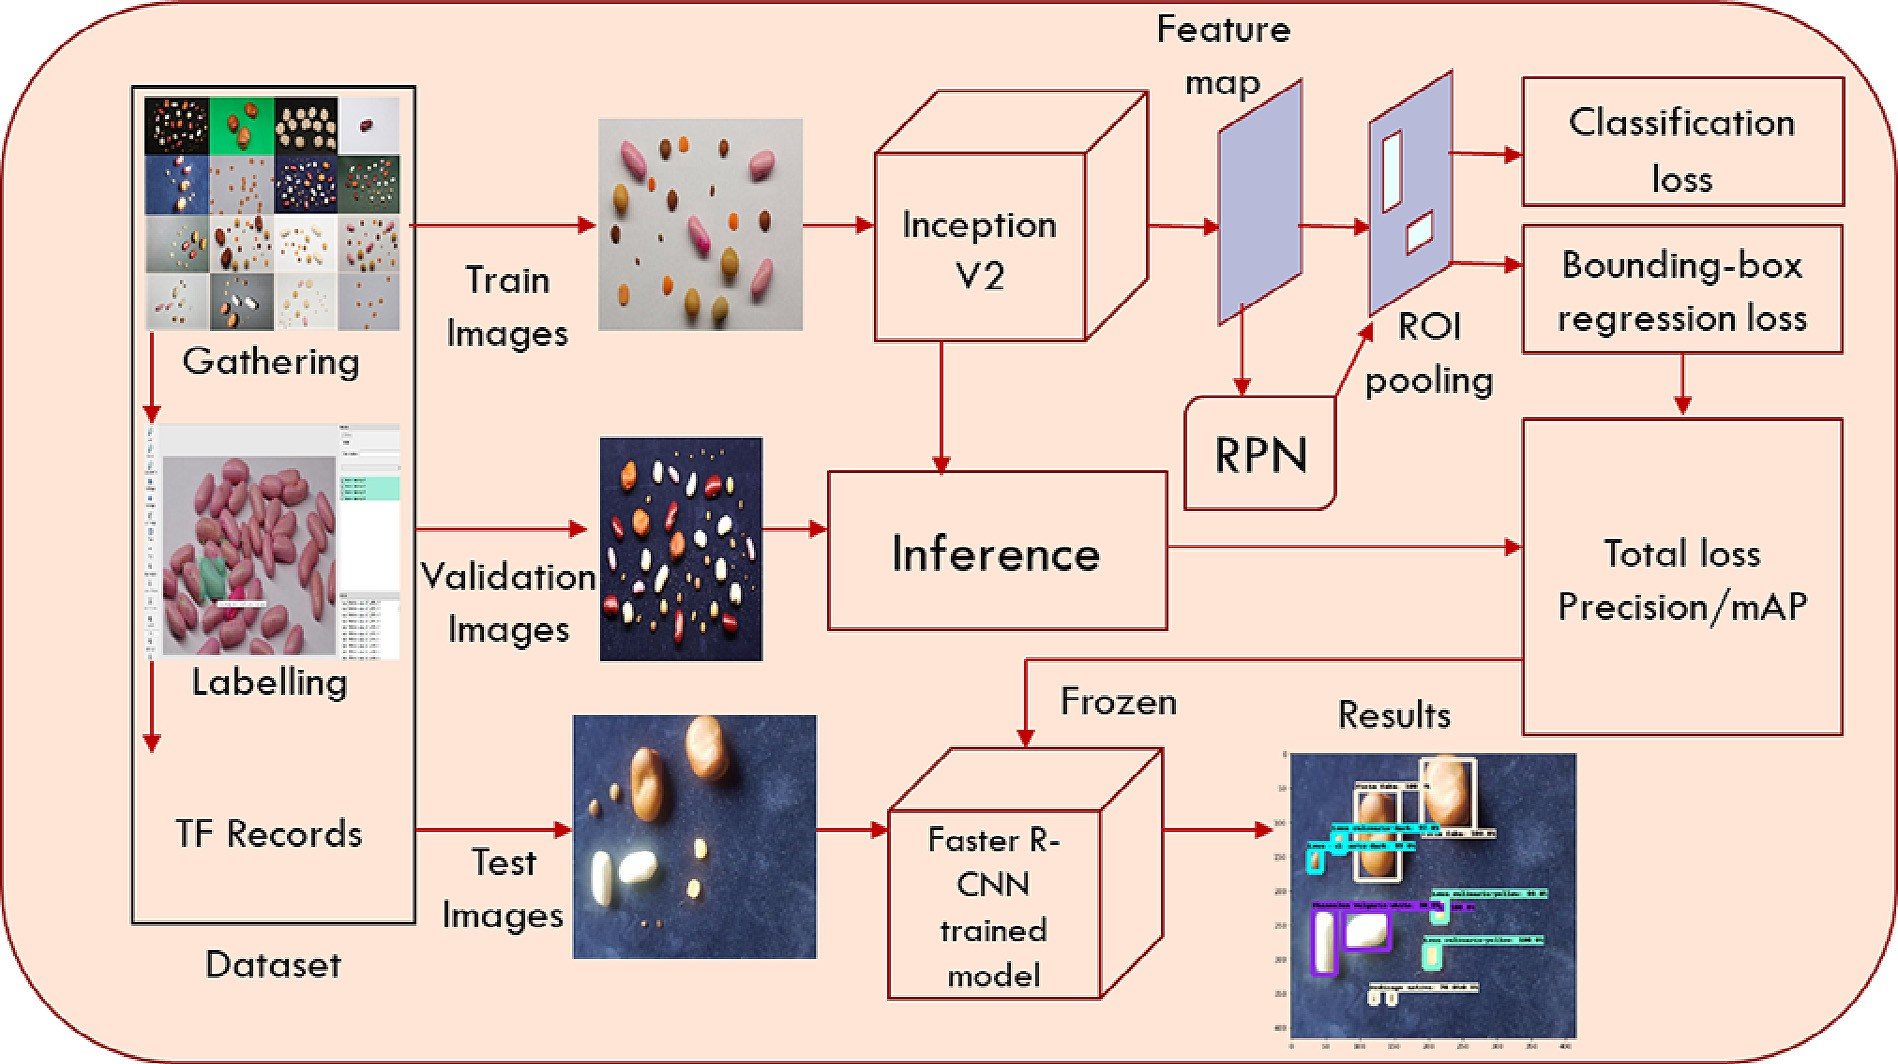 Feature
map
Classification
loss
Inception
V2
Bounding-box
regression loss
Train
Images
ROI
pooling
Gathering
RPN
Inference
Total loss
Precision/mAP
Validation
Images
Labelling
Frozen
Results
TF Records
Test
Images
Faster R-
CNN
trained
model
Dataset